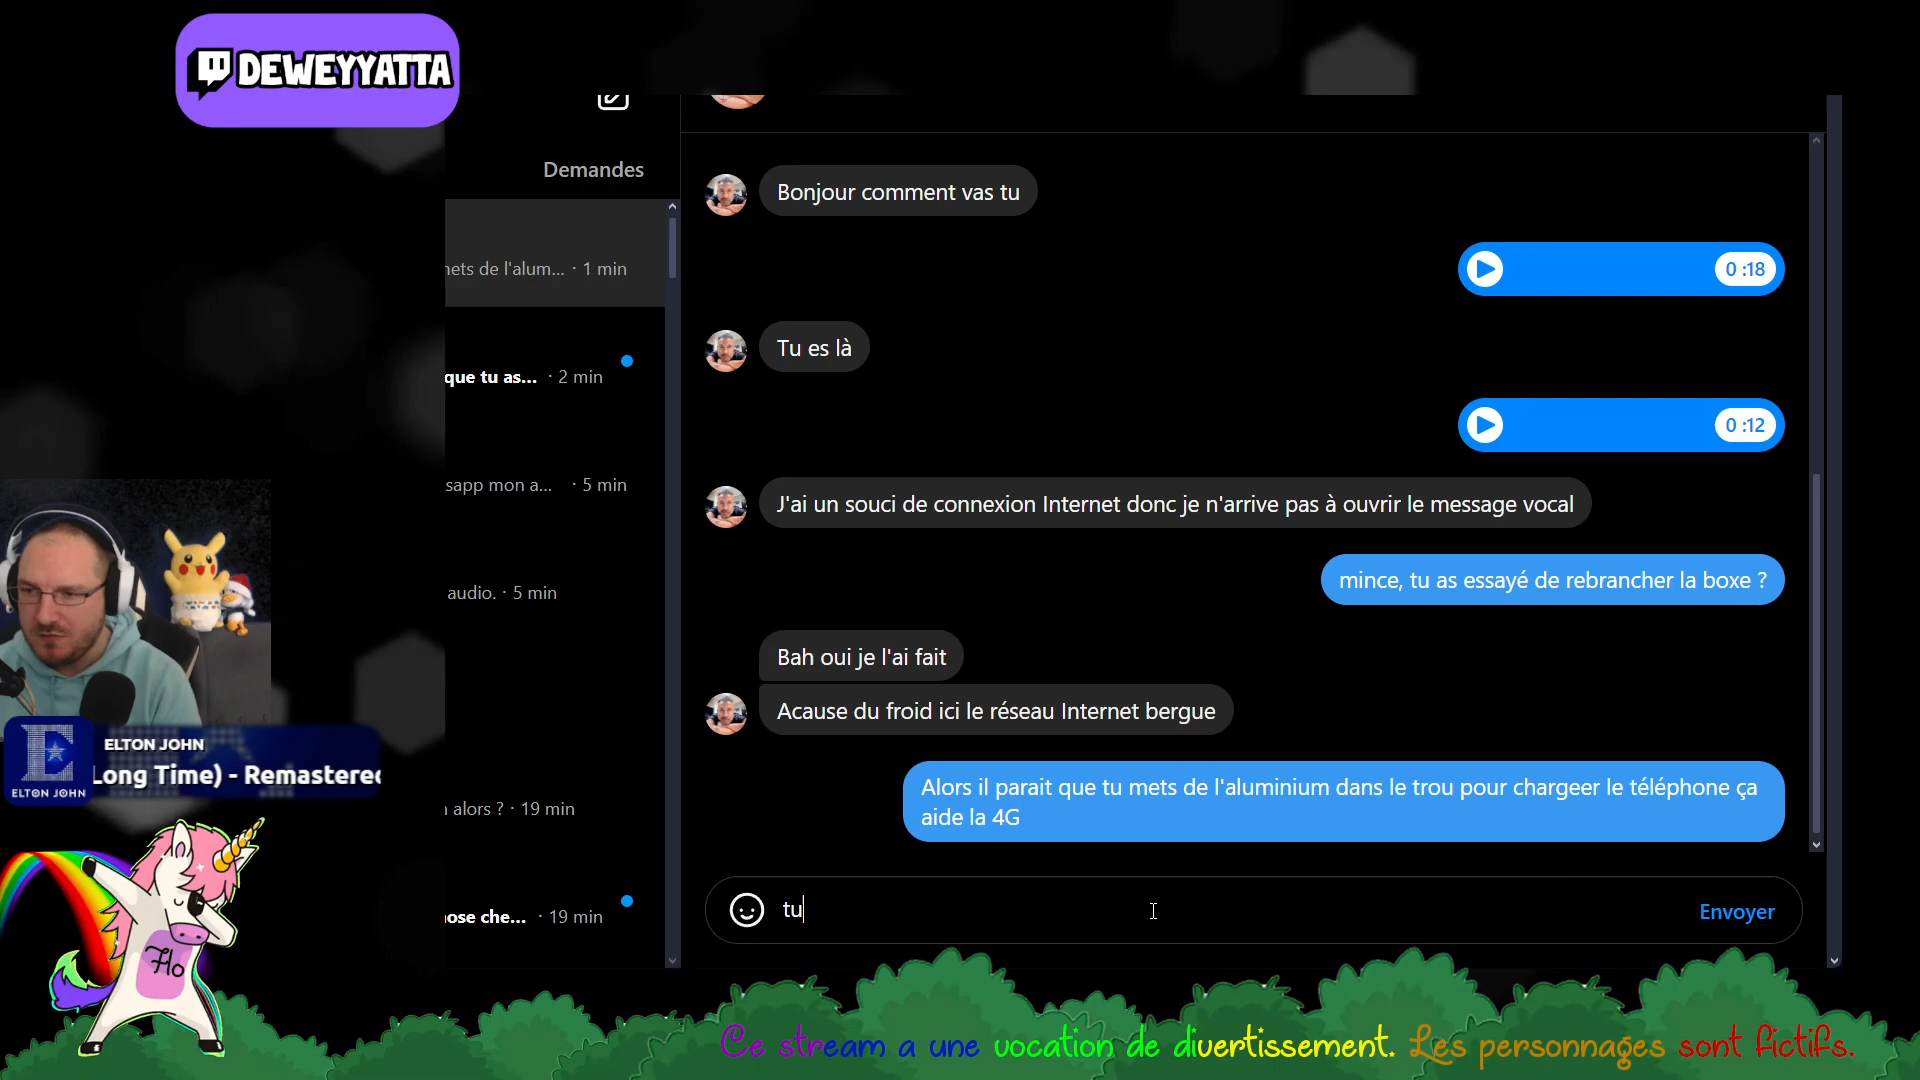 DEWEYYATTA
Demandes
mets de l'alum... · 1 min
que tu as... · 2 min
sapp mon a... · 5 min
audio. · 5 min
alors ? · 19 min
ose che... · 19 min
Bonjour comment vas tu
0 :18
Tu es là
0 :12
J'ai un souci de connexion Internet donc je n'arrive pas à ouvrir le message vocal
mince, tu as essayé de rebrancher la boxe ?
Bah oui je l'ai fait
Acause du froid ici le réseau Internet bergue
Alors il parait que tu mets de l'aluminium dans le trou pour chargeer le téléphone ça
aide la 4G
tu
Envoyer
ELTON JOHN
Long Time) - Remastered
ELTON JOHN
Flo
Ce stream a une vocation de divertissement. Les personnages sont fictifs.